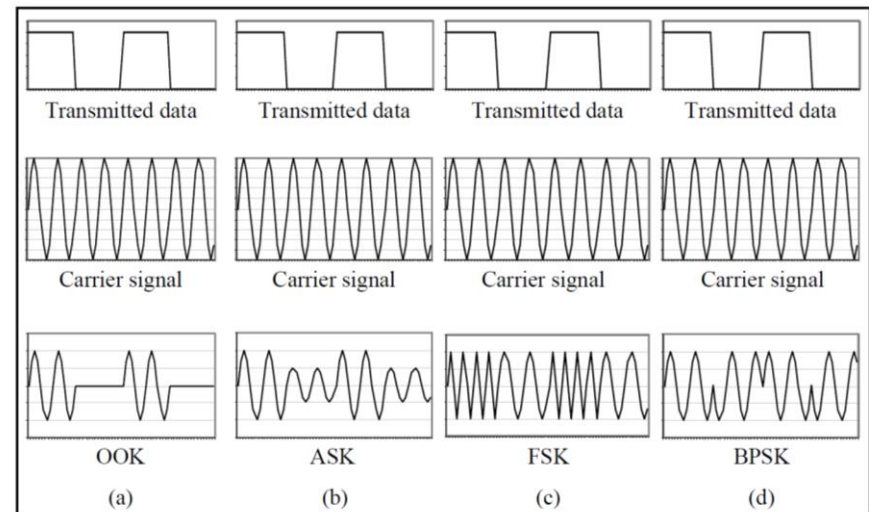 Transmitted data Transmitted data Transmitted data Transmitted data
Carrier signal Carrier signal Carrier signal Carrier signal
OOK ASK FSK BPSK
(a) (b) (c) (d)